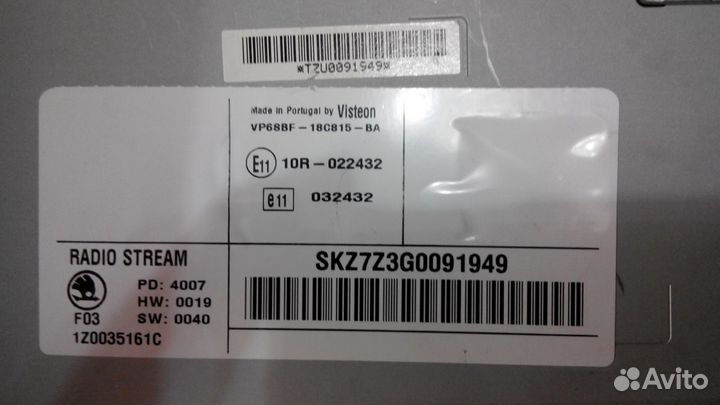 *TZU0091949*
Made in Portugal by Visteon
VP6SBF-18C815-BA
E11 10R-022432
e11 032432
RADIO STREAM
PD: 4007
HW: 0019
F03 SW: 0040
1Z0035161C
SKZ7Z3G0091949
Avito